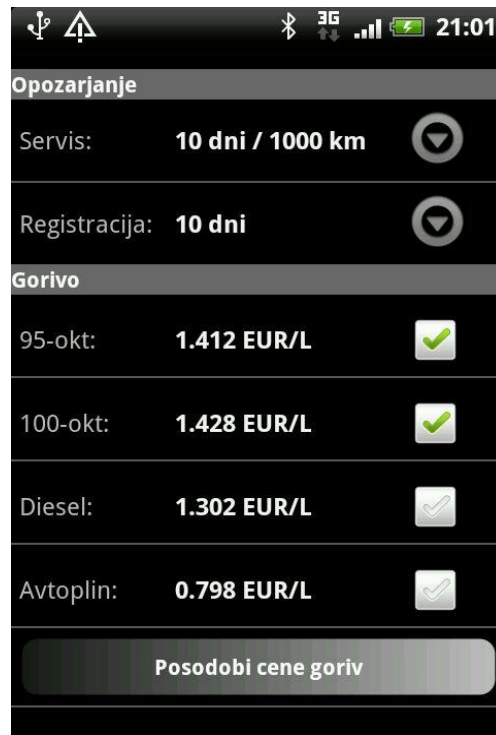 3G 21:01
Opozarjanje
Servis: 10 dni / 1000 km
Registracija: 10 dni
Gorivo
95-okt: 1.412 EUR/L
100-okt: 1.428 EUR/L
Diesel: 1.302 EUR/L
Avtoplin: 0.798 EUR/L
Posodobi cene goriv